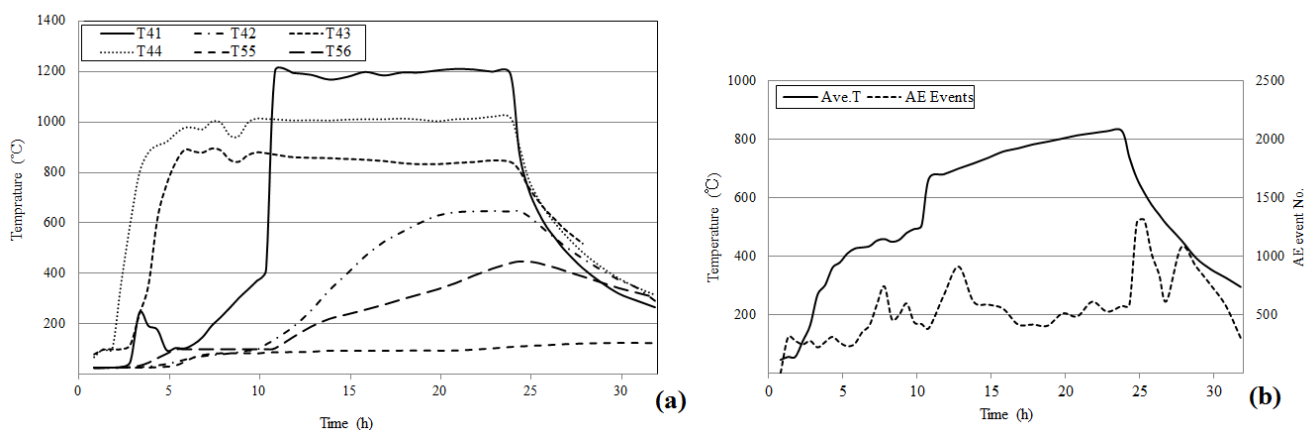 1400
1200
1000
800
600
400
200
T41 T42 T43
T44 T55 T56
Temprature (℃)
0 5 10 15 20 25 30
Time (h)
(a)
1000
800
600
400
200
Ave.T AE Events
Temperature (℃)
2500
2000
1500
1000
500
AE event No.
0 5 10 15 20 25 30
Time (h)
(b)